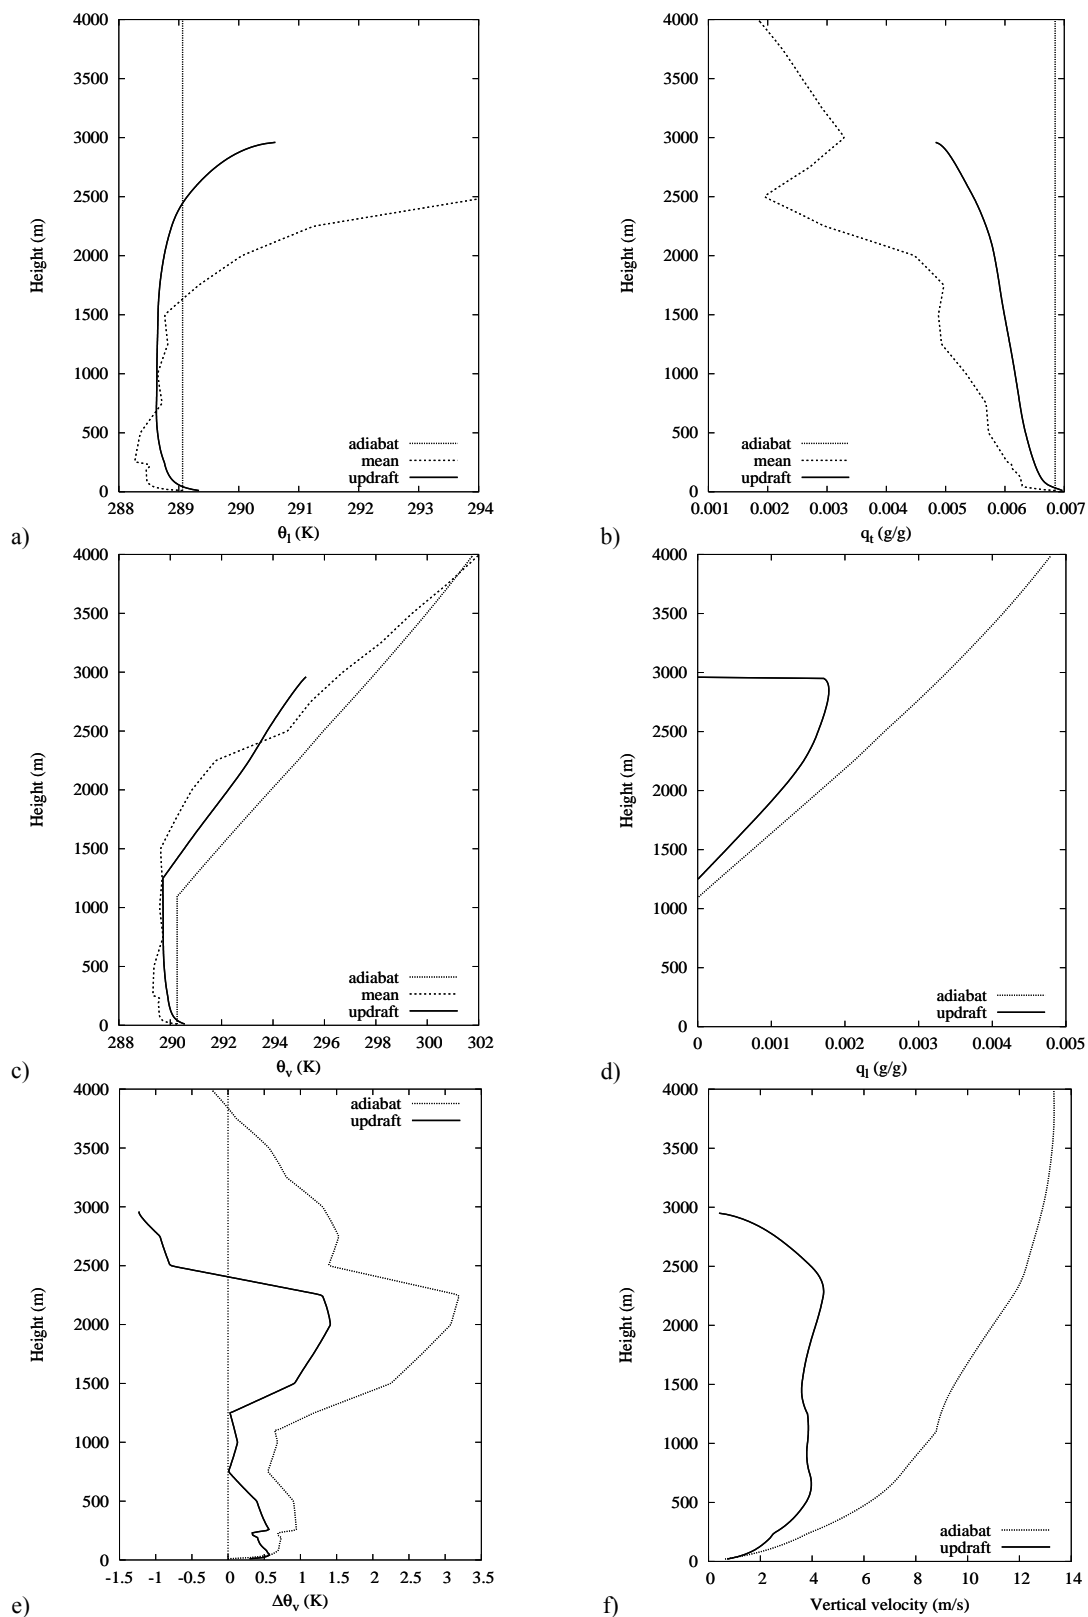 4000
3500
3000
2500
2000
1500
1000
500
0
Height (m)
adiabat
mean
updraft
288 289 290 291 292 293 294
θl (K)
a)
4000
3500
3000
2500
2000
1500
1000
500
0
Height (m)
adiabat
mean
updraft
0.001 0.002 0.003 0.004 0.005 0.006 0.007
qt (g/g)
b)
4000
3500
3000
2500
2000
1500
1000
500
0
Height (m)
adiabat
mean
updraft
288 290 292 294 296 298 300 302
θv (K)
c)
4000
3500
3000
2500
2000
1500
1000
500
0
Height (m)
adiabat
updraft
0 0.001 0.002 0.003 0.004 0.005
ql (g/g)
d)
4000
3500
3000
2500
2000
1500
1000
500
0
Height (m)
adiabat
updraft
-1.5 -1 -0.5 0 0.5 1 1.5 2 2.5 3 3.5
Δθv (K)
e)
4000
3500
3000
2500
2000
1500
1000
500
0
Height (m)
adiabat
updraft
0 2 4 6 8 10 12 14
Vertical velocity (m/s)
f)